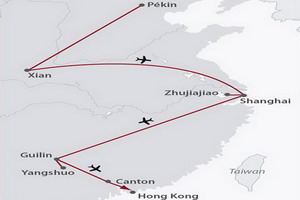 Pékin
Xian
Zhujiajiao
Shanghai
Guilin
Yangshuo
Canton
Taiwan
Hong Kong